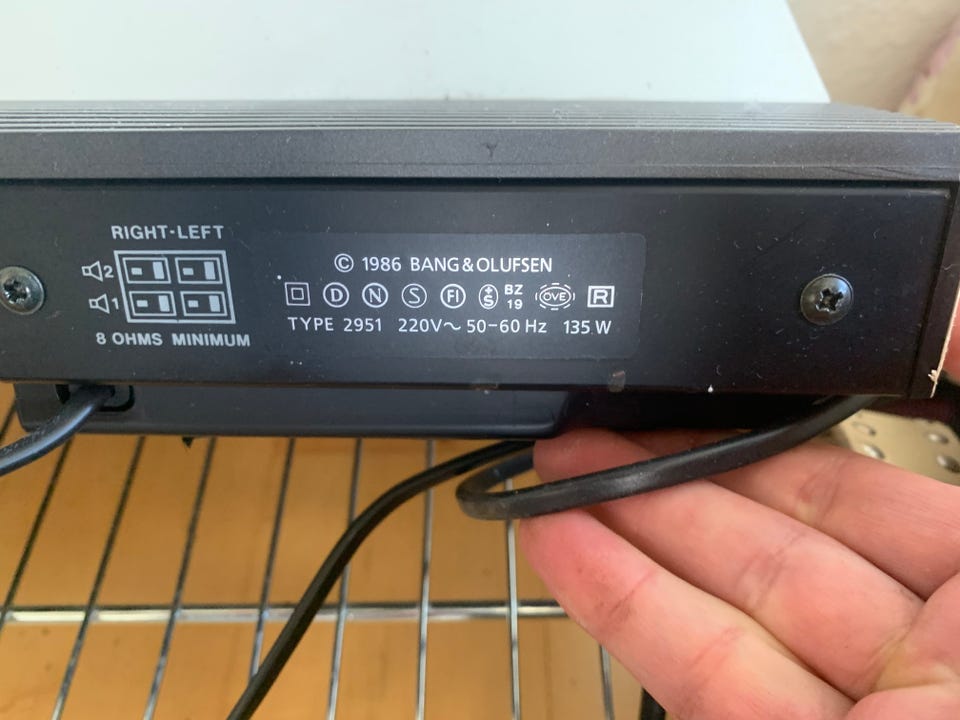 RIGHT-LEFT
2
1
8 OHMS MINIMUM
© 1986 BANG & OLUFSEN
D N S FI +S BZ 19 OVE R
TYPE 2951 220V~ 50-60 Hz 135 W